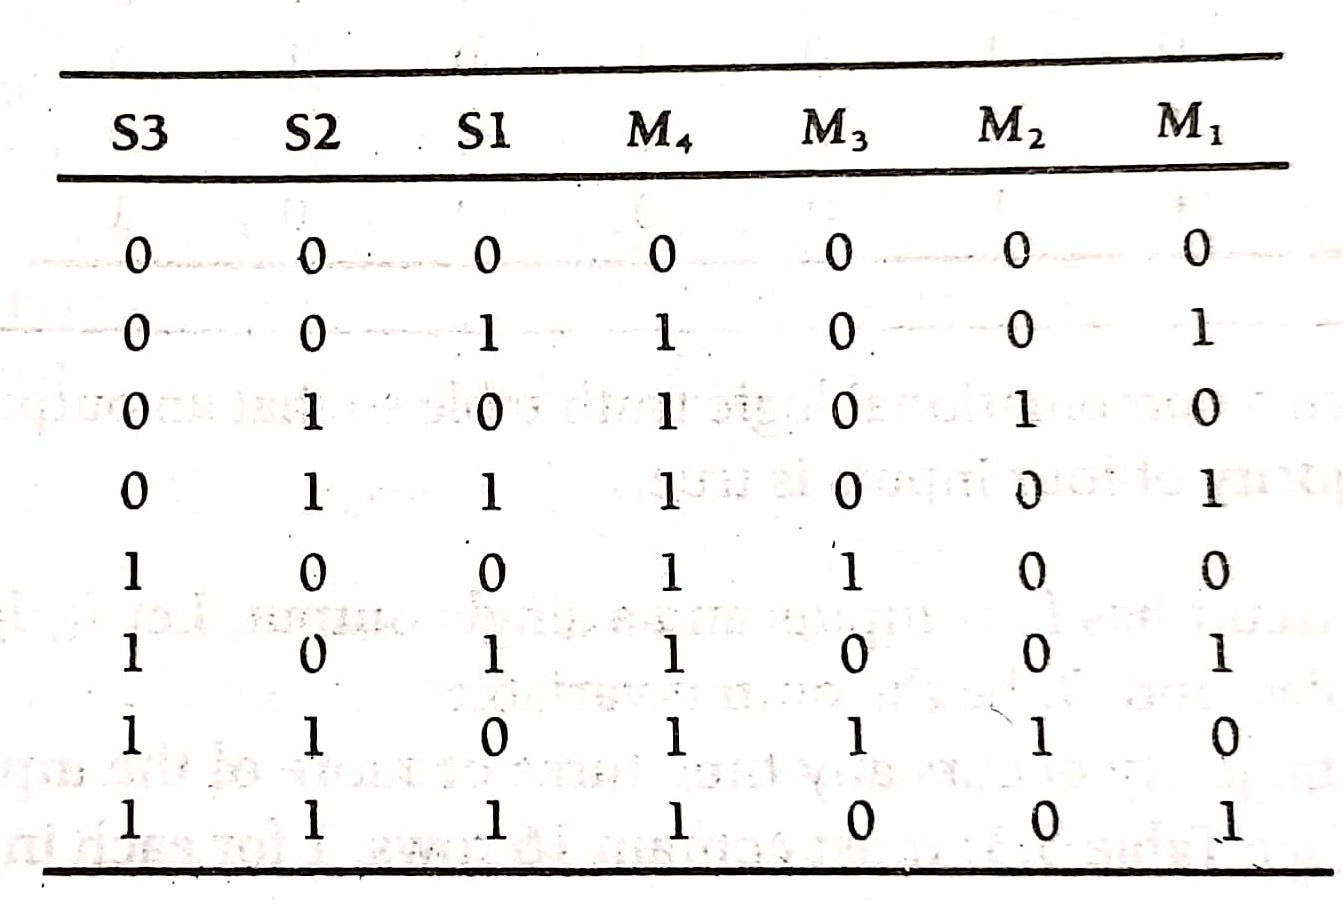 S3 S2 S1 M₄ M₃ M₂ M₁
0 0 0 0 0 0 0
0 0 1 1 0 0 1
0 1 0 1 0 1 0
0 1 1 1 0 0 1
1 0 0 1 1 0 0
1 0 1 1 0 0 1
1 1 0 1 1 1 0
1 1 1 1 0 0 1